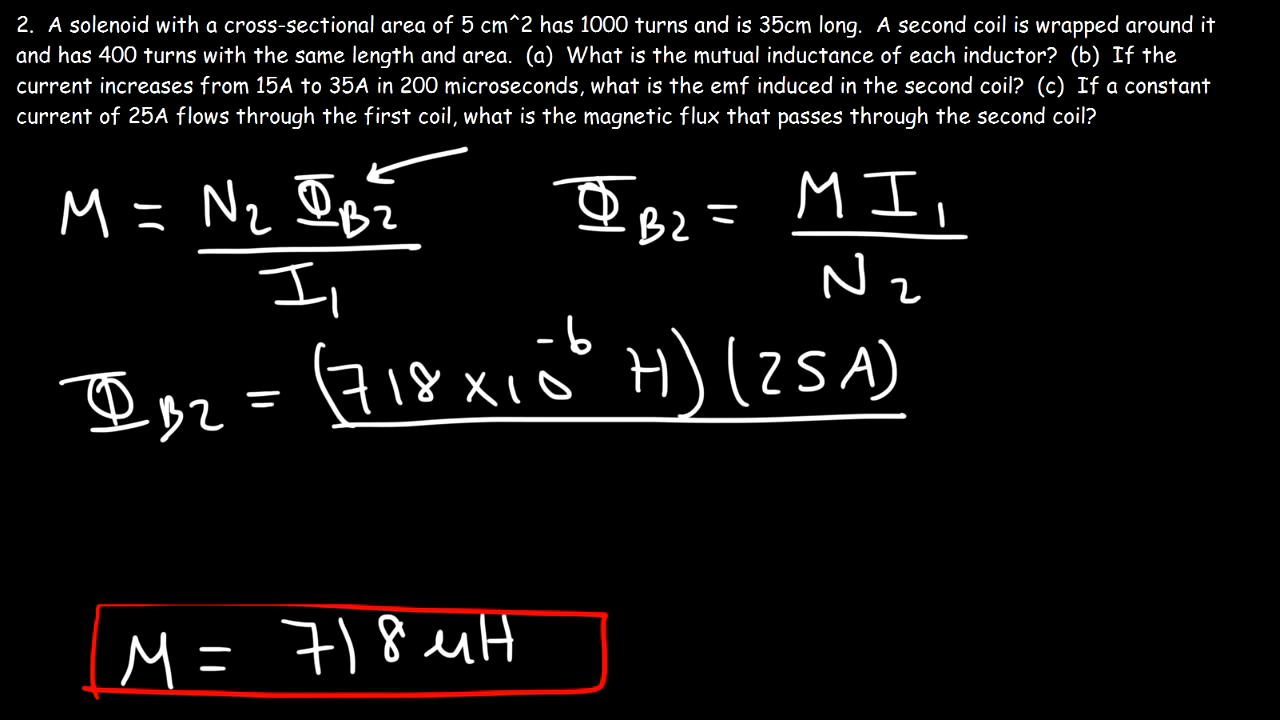 2. A solenoid with a cross-sectional area of 5 cm^2 has 1000 turns and is 35cm long. A second coil is wrapped around it
and has 400 turns with the same length and area. (a) What is the mutual inductance of each inductor? (b) If the
current increases from 15A to 35A in 200 microseconds, what is the emf induced in the second coil? (c) If a constant
current of 25A flows through the first coil, what is the magnetic flux that passes through the second coil?
M = N₂ Φ_B2 / I₁    Φ_B2 = M I₁ / N₂
Φ_B2 = (718 x 10⁻⁶ H)(25A)
M = 718 μH